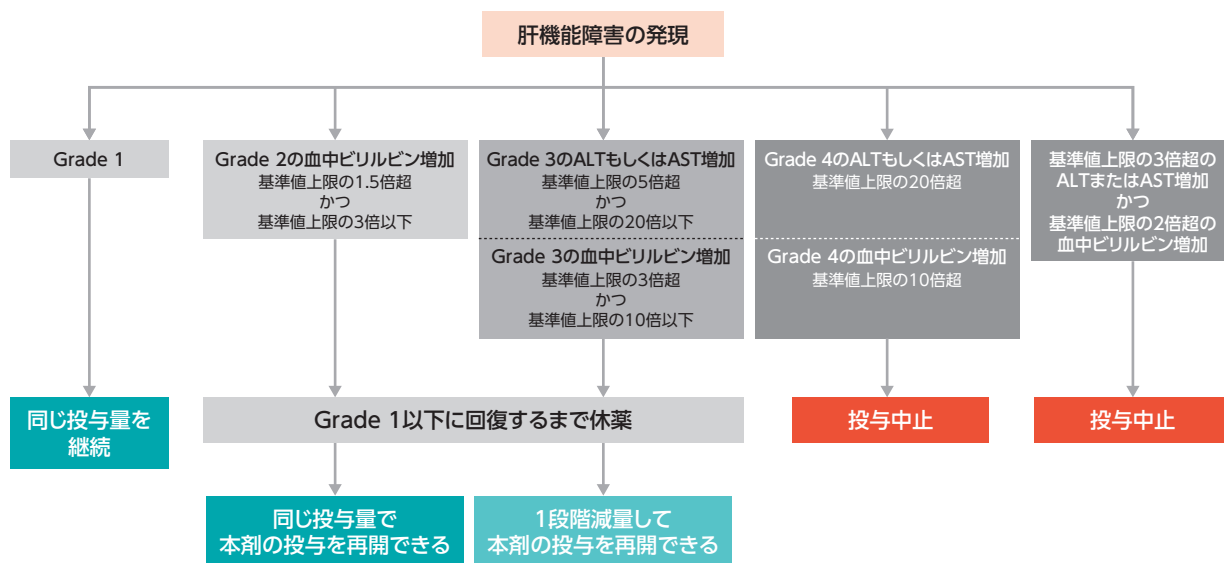 肝機能障害の発現
Grade 1
Grade 2の血中ビリルビン増加
基準値上限の1.5倍超
かつ
基準値上限の3倍以下
Grade 3のALTもしくはAST増加
基準値上限の5倍超
かつ
基準値上限の20倍以下
Grade 3の血中ビリルビン増加
基準値上限の3倍超
かつ
基準値上限の10倍以下
Grade 4のALTもしくはAST増加
基準値上限の20倍超
Grade 4の血中ビリルビン増加
基準値上限の10倍超
基準値上限の3倍超の
ALTまたはAST増加
かつ
基準値上限の2倍超の
血中ビリルビン増加
同じ投与量を
継続
Grade 1以下に回復するまで休薬
投与中止
投与中止
同じ投与量で
本剤の投与を再開できる
1段階減量して
本剤の投与を再開できる